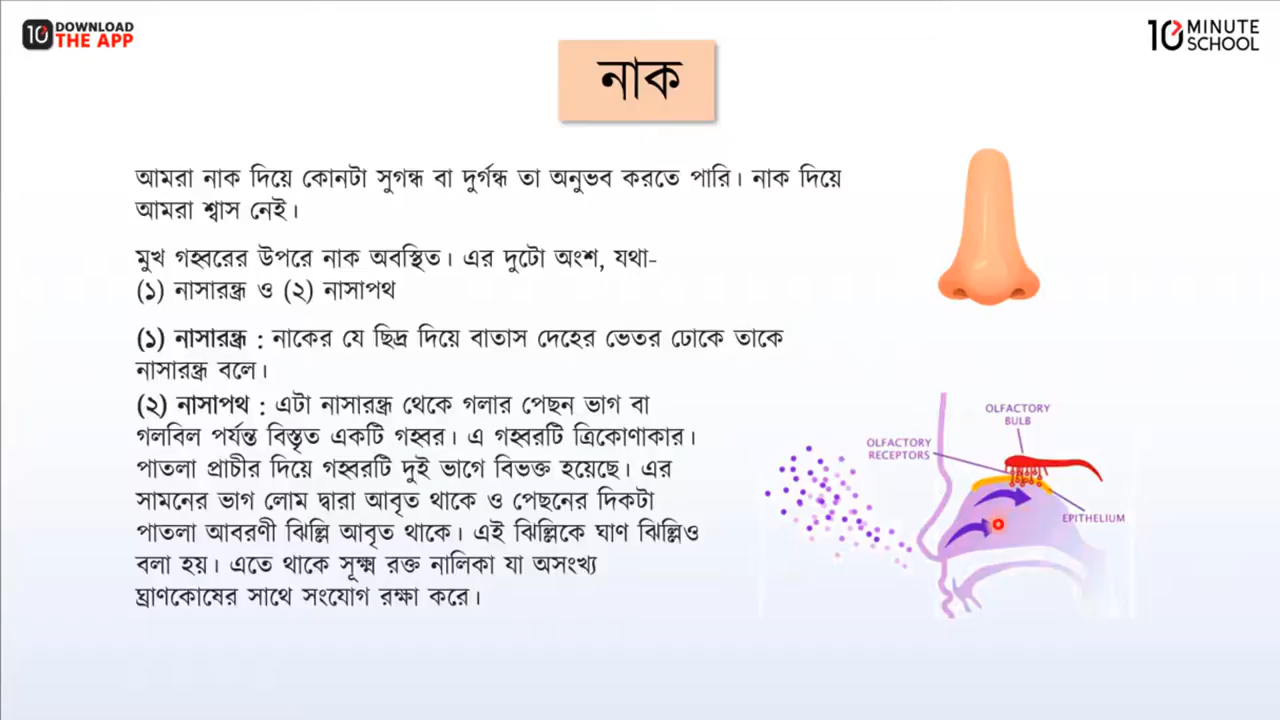 10 DOWNLOAD
THE APP
10 MINUTE
SCHOOL
নাক
আমরা নাক দিয়ে কোনটা সুগন্ধ বা দুর্গন্ধ তা অনুভব করতে পারি। নাক দিয়ে
আমরা শ্বাস নেই।
মুখ গহ্বরের উপরে নাক অবস্থিত। এর দুটো অংশ, যথা-
(১) নাসারন্ধ্র ও (২) নাসাপথ
(১) নাসারন্ধ্র : নাকের যে ছিদ্র দিয়ে বাতাস দেহের ভেতর ঢোকে তাকে
নাসারন্ধ্র বলে।
(২) নাসাপথ : এটা নাসারন্ধ্র থেকে গলার পেছন ভাগ বা
গলবিল পর্যন্ত বিস্তৃত একটি গহ্বর। এ গহ্বরটি ত্রিকোণাকার।
পাতলা প্রাচীর দিয়ে গহ্বরটি দুই ভাগে বিভক্ত হয়েছে। এর
সামনের ভাগ লোম দ্বারা আবৃত থাকে ও পেছনের দিকটা
পাতলা আবরণী ঝিল্লি আবৃত থাকে। এই ঝিল্লিকে ঘাণ ঝিল্লিও
বলা হয়। এতে থাকে সূক্ষ্ম রক্ত নালিকা যা অসংখ্য
ঘ্রাণকোষের সাথে সংযোগ রক্ষা করে।
OLFACTORY
BULB
OLFACTORY
RECEPTORS
EPITHELIUM